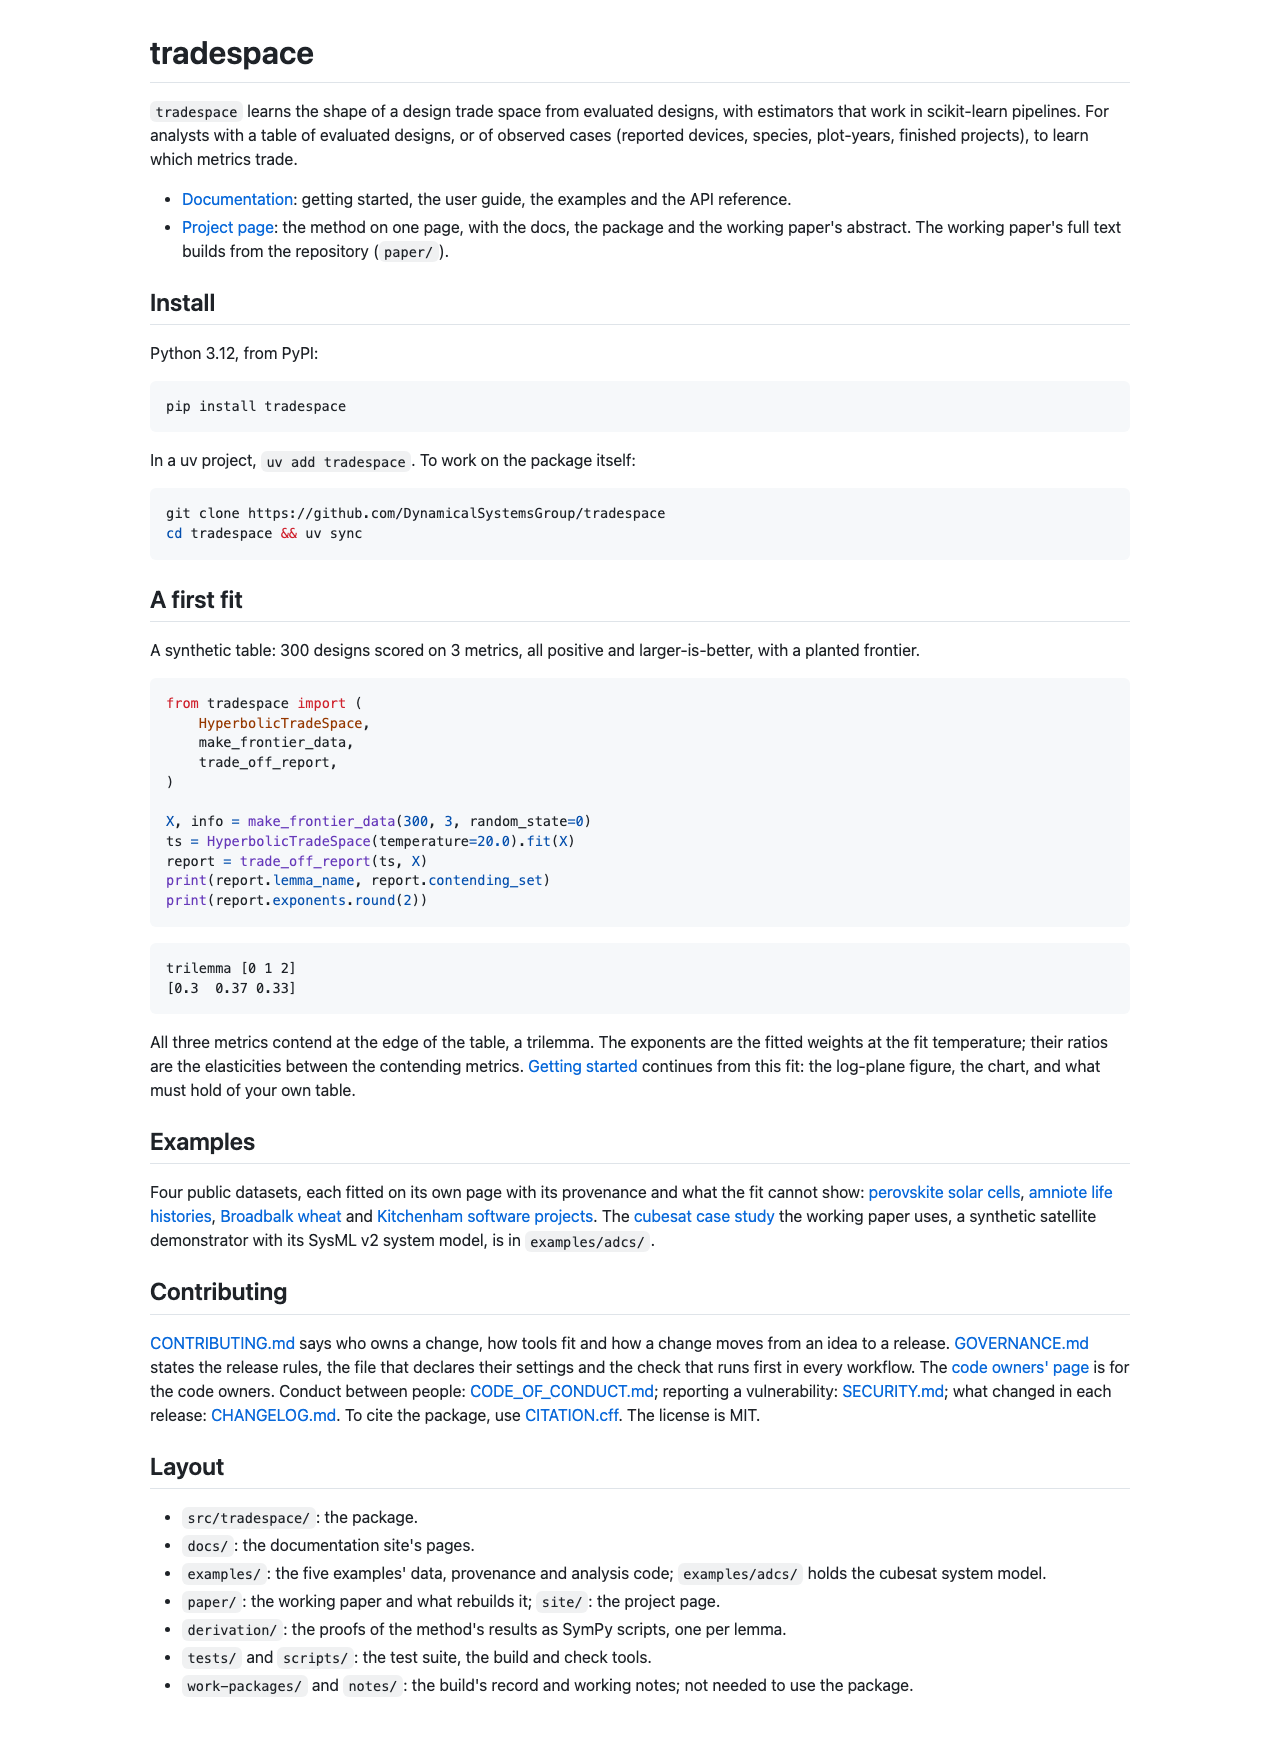 tradespace
tradespace learns the shape of a design trade space from evaluated designs, with estimators that work in scikit-learn pipelines. For
analysts with a table of evaluated designs, or of observed cases (reported devices, species, plot-years, finished projects), to learn
which metrics trade.
• Documentation: getting started, the user guide, the examples and the API reference.
• Project page: the method on one page, with the docs, the package and the working paper's abstract. The working paper's full text
builds from the repository ( paper/ ).
Install
Python 3.12, from PyPI:
pip install tradespace
In a uv project, uv add tradespace . To work on the package itself:
git clone https://github.com/DynamicalSystemsGroup/tradespace
cd tradespace && uv sync
A first fit
A synthetic table: 300 designs scored on 3 metrics, all positive and larger-is-better, with a planted frontier.
from tradespace import (
    HyperbolicTradeSpace,
    make_frontier_data,
    trade_off_report,
)
X, info = make_frontier_data(300, 3, random_state=0)
ts = HyperbolicTradeSpace(temperature=20.0).fit(X)
report = trade_off_report(ts, X)
print(report.lemma_name, report.contending_set)
print(report.exponents.round(2))
trilemma [0 1 2]
[0.3  0.37 0.33]
All three metrics contend at the edge of the table, a trilemma. The exponents are the fitted weights at the fit temperature; their ratios
are the elasticities between the contending metrics. Getting started continues from this fit: the log-plane figure, the chart, and what
must hold of your own table.
Examples
Four public datasets, each fitted on its own page with its provenance and what the fit cannot show: perovskite solar cells, amniote life
histories, Broadbalk wheat and Kitchenham software projects. The cubesat case study the working paper uses, a synthetic satellite
demonstrator with its SysML v2 system model, is in examples/adcs/ .
Contributing
CONTRIBUTING.md says who owns a change, how tools fit and how a change moves from an idea to a release. GOVERNANCE.md
states the release rules, the file that declares their settings and the check that runs first in every workflow. The code owners' page is for
the code owners. Conduct between people: CODE_OF_CONDUCT.md; reporting a vulnerability: SECURITY.md; what changed in each
release: CHANGELOG.md. To cite the package, use CITATION.cff. The license is MIT.
Layout
• src/tradespace/ : the package.
• docs/ : the documentation site's pages.
• examples/ : the five examples' data, provenance and analysis code; examples/adcs/ holds the cubesat system model.
• paper/ : the working paper and what rebuilds it; site/ : the project page.
• derivation/ : the proofs of the method's results as SymPy scripts, one per lemma.
• tests/ and scripts/ : the test suite, the build and check tools.
• work-packages/ and notes/ : the build's record and working notes; not needed to use the package.